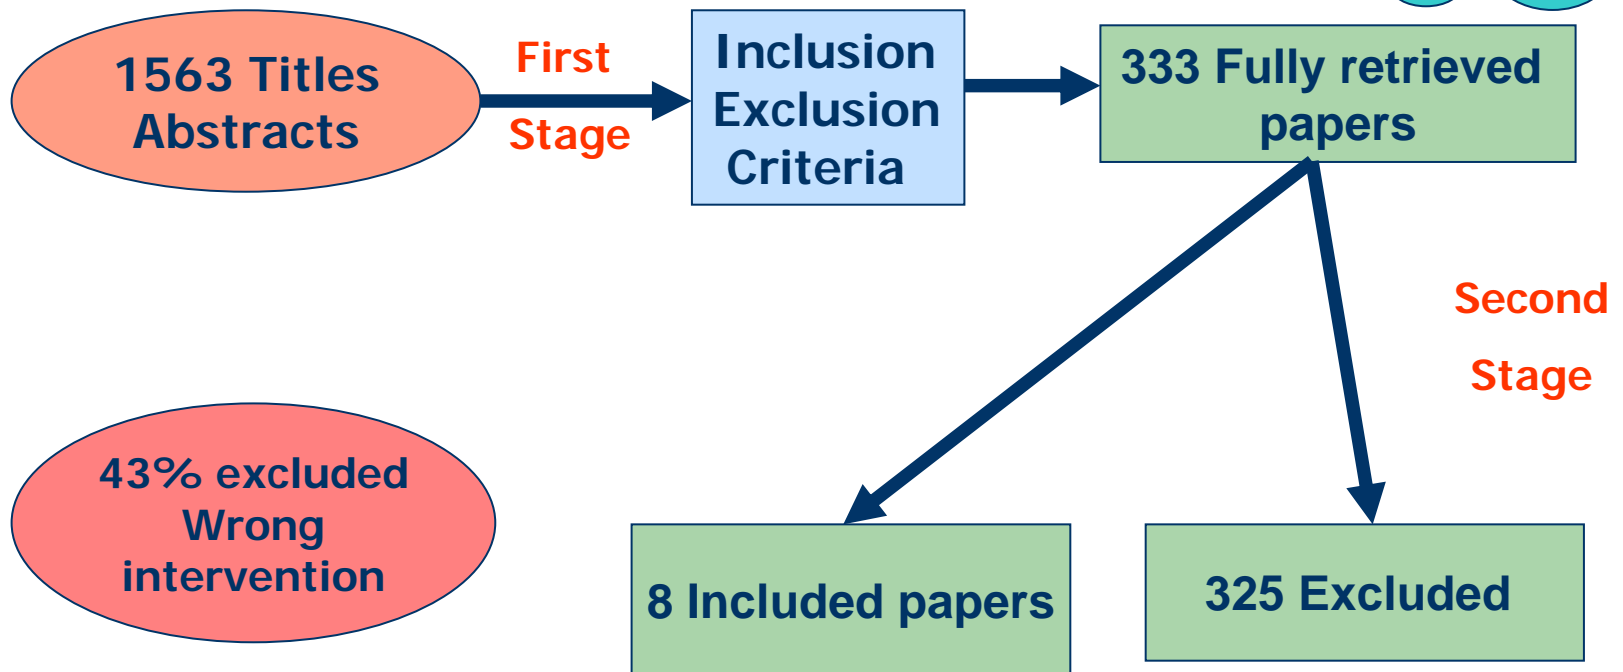 1563 Titles
Abstracts
First
Stage
Inclusion
Exclusion
Criteria
333 Fully retrieved
papers
Second
Stage
43% excluded
Wrong
intervention
8 Included papers
325 Excluded